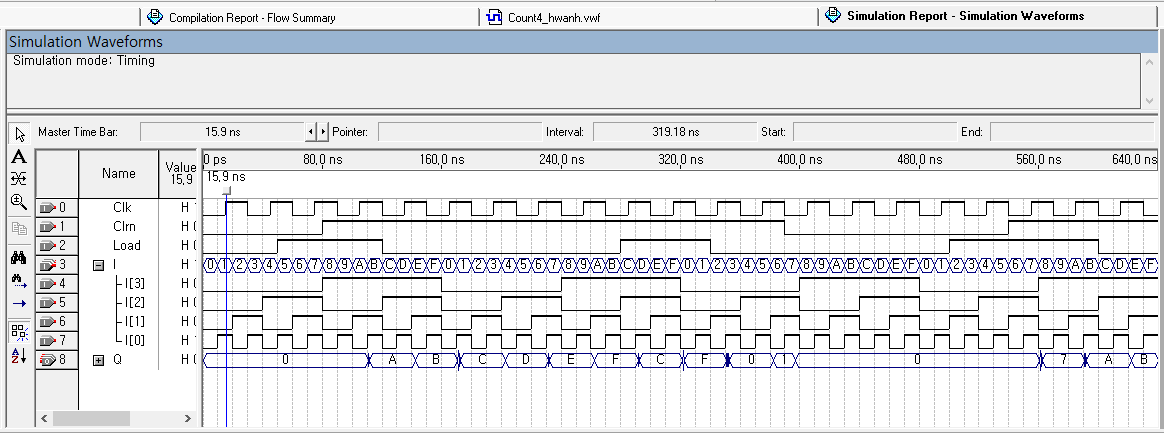 Compilation Report - Flow Summary
Count4_hwanh.vwf
Simulation Report - Simulation Waveforms
Simulation Waveforms
Simulation mode: Timing
Master Time Bar: 15.9 ns Pointer: Interval: 319.18 ns Start: End:
Name Value 15.9
0 ps 80.0 ns 160.0 ns 240.0 ns 320.0 ns 400.0 ns 480.0 ns 560.0 ns 640.0 ns
15.9 ns
0 Clk H
1 Clrn H
2 Load H
3 I H 0 1 2 3 4 5 6 7 8 9 A B C D E F 0 1 2 3 4 5 6 7 8 9 A B C D E F 0 1 2 3 4 5 6 7 8 9 A B C D E F 0 1 2 3 4 5 6 7 8 9 A B C D E F
4 I[3] H
5 I[2] H
6 I[1] H
7 I[0] H
8 Q H 0 A B C D E F C F 0 1 0 7 A B